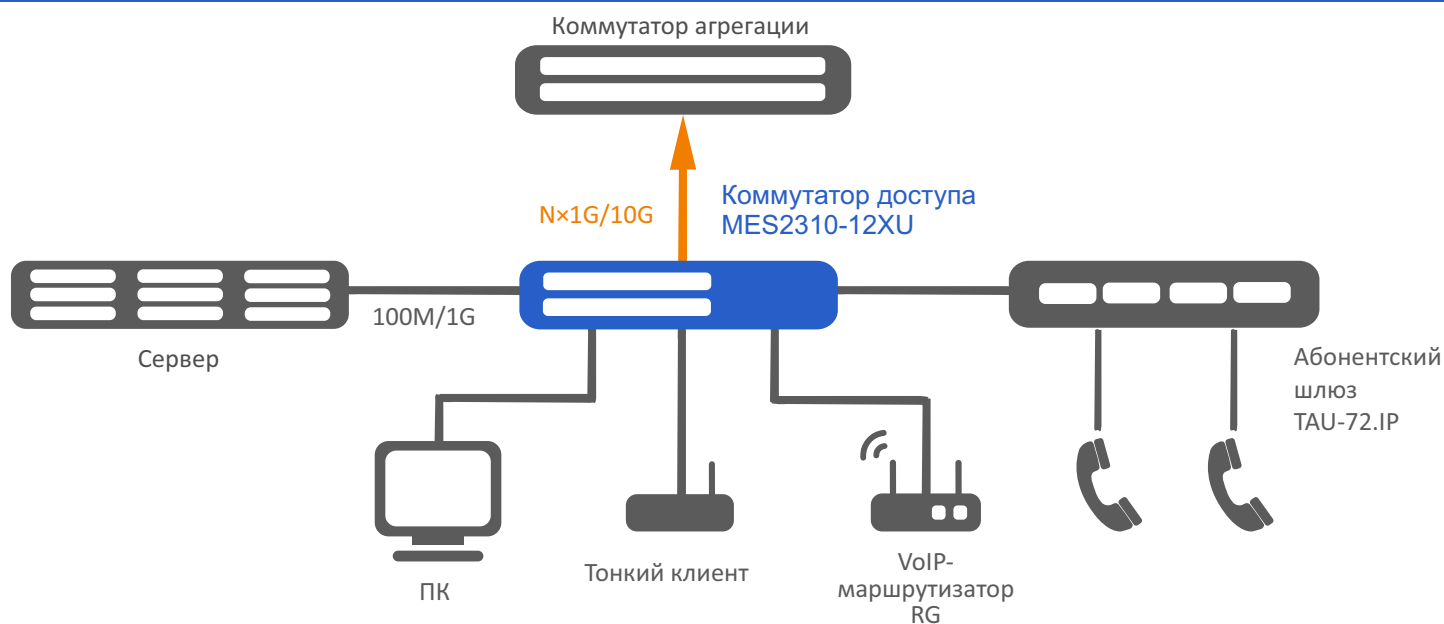 Коммутатор агрегации
N×1G/10G
Коммутатор доступа
MES2310-12XU
100M/1G
Сервер
Абонентский
шлюз
TAU-72.IP
ПК
Тонкий клиент
VoIP-
маршрутизатор
RG